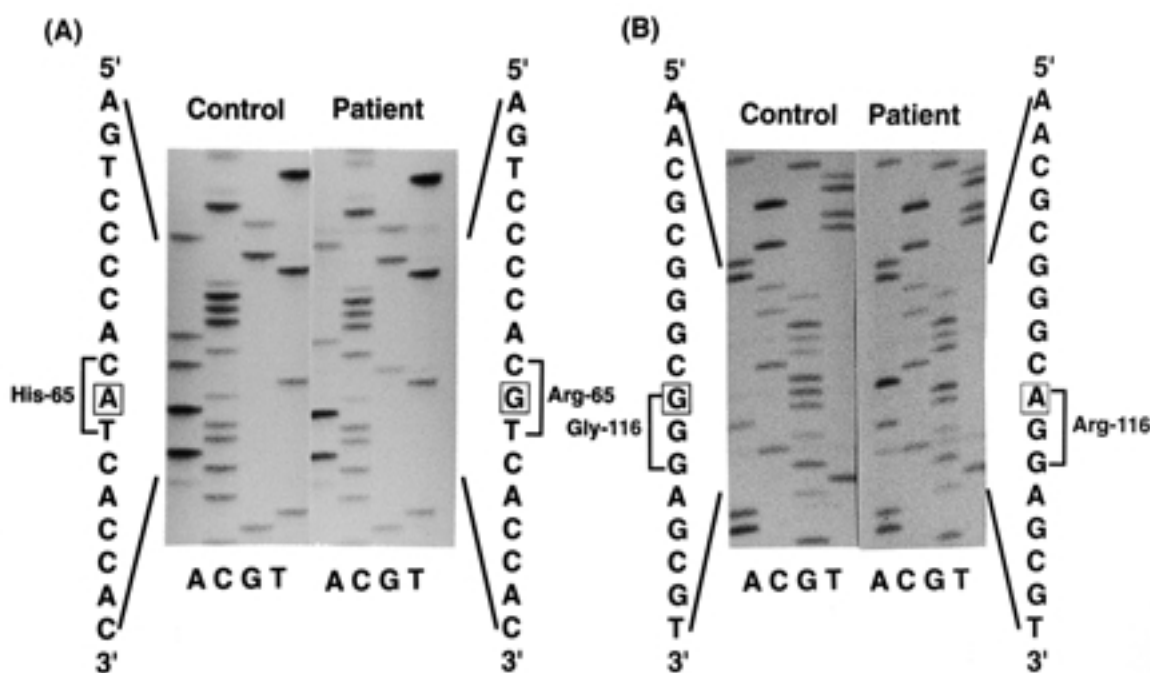 (A)
5'
A G T C C C C A C A T C A C C A C
3'
His-65
Control
Patient
A C G T
A C G T
5'
A G T C C C C A C G T C A C C A C
3'
Arg-65
(B)
5'
A A C G C G G G C G G G A G C G T
3'
Gly-116
Control
Patient
A C G T
A C G T
5'
A A C G C G G G C A G G A G C G T
3'
Arg-116